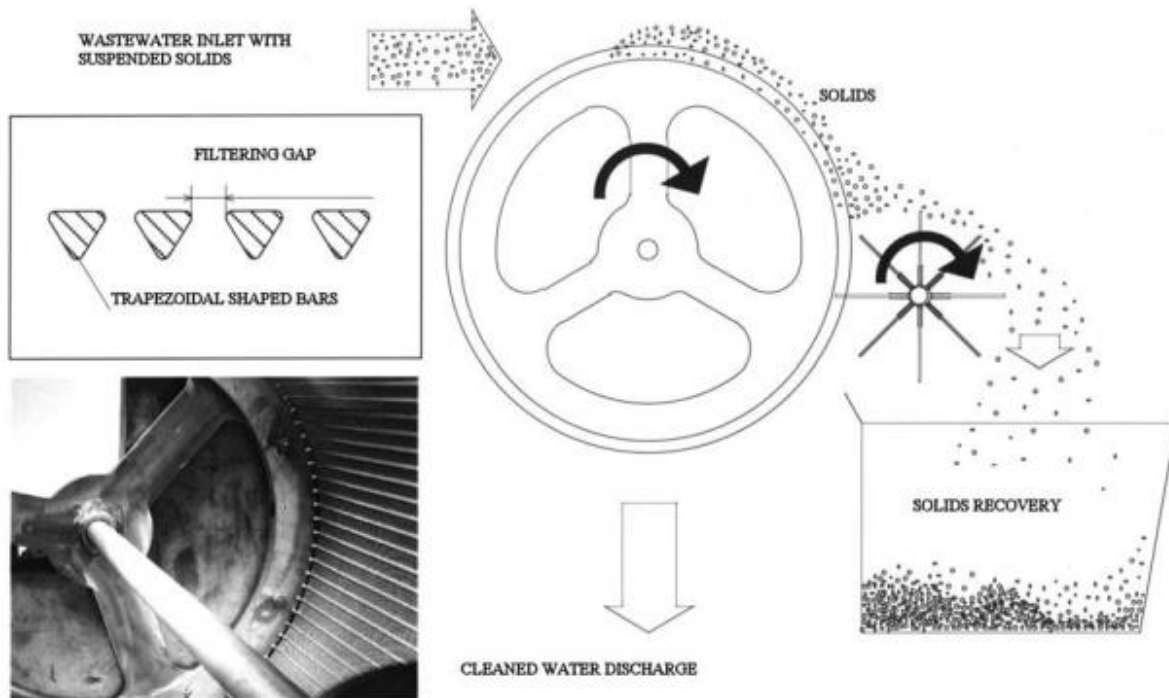 WASTEWATER INLET WITH
SUSPENDED SOLIDS
SOLIDS
FILTERING GAP
TRAPEZOIDAL SHAPED BARS
SOLIDS RECOVERY
CLEANED WATER DISCHARGE